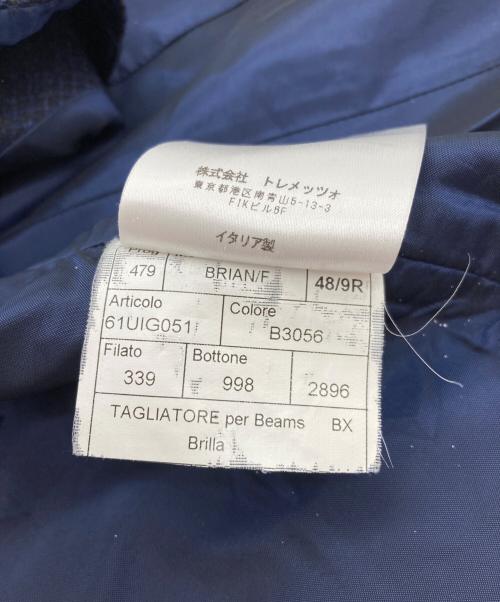 株式会社 トレメッツオ
東京都港区南青山5-13-3
FIKビル8F
イタリア製
479 BRIAN/F 48/9R
Articolo Colore
61UIG051 B3056
Filato Bottone
339 998 2896
TAGLIATORE per Beams BX
Brilla